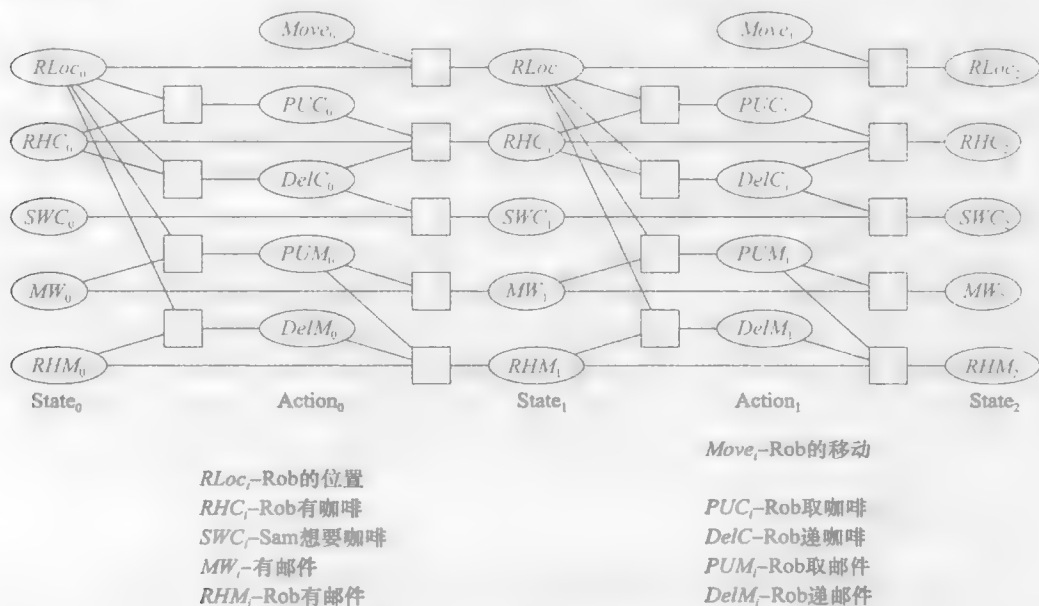 Move₀ Move₁
RLoc₀ RLoc RLoc₂
PUC₀ PUC
RHC₀ RHC₁ RHC₂
DelC₀ DelC₁
SWC₀ SWC₁ SWC₂
PUM₀ PUM₁
MW₀ MW₁ MW₂
DelM₀ DelM₁
RHM₀ RHM₁ RHM₂
State₀ Action₀ State₁ Action₁ State₂
Moveᵢ–Rob的移动
RLocᵢ–Rob的位置
RHCᵢ–Rob有咖啡 PUCᵢ–Rob取咖啡
SWCᵢ–Sam想要咖啡 DelC–Rob递咖啡
MWᵢ–有邮件 PUMᵢ–Rob取邮件
RHMᵢ–Rob有邮件 DelMᵢ–Rob递邮件